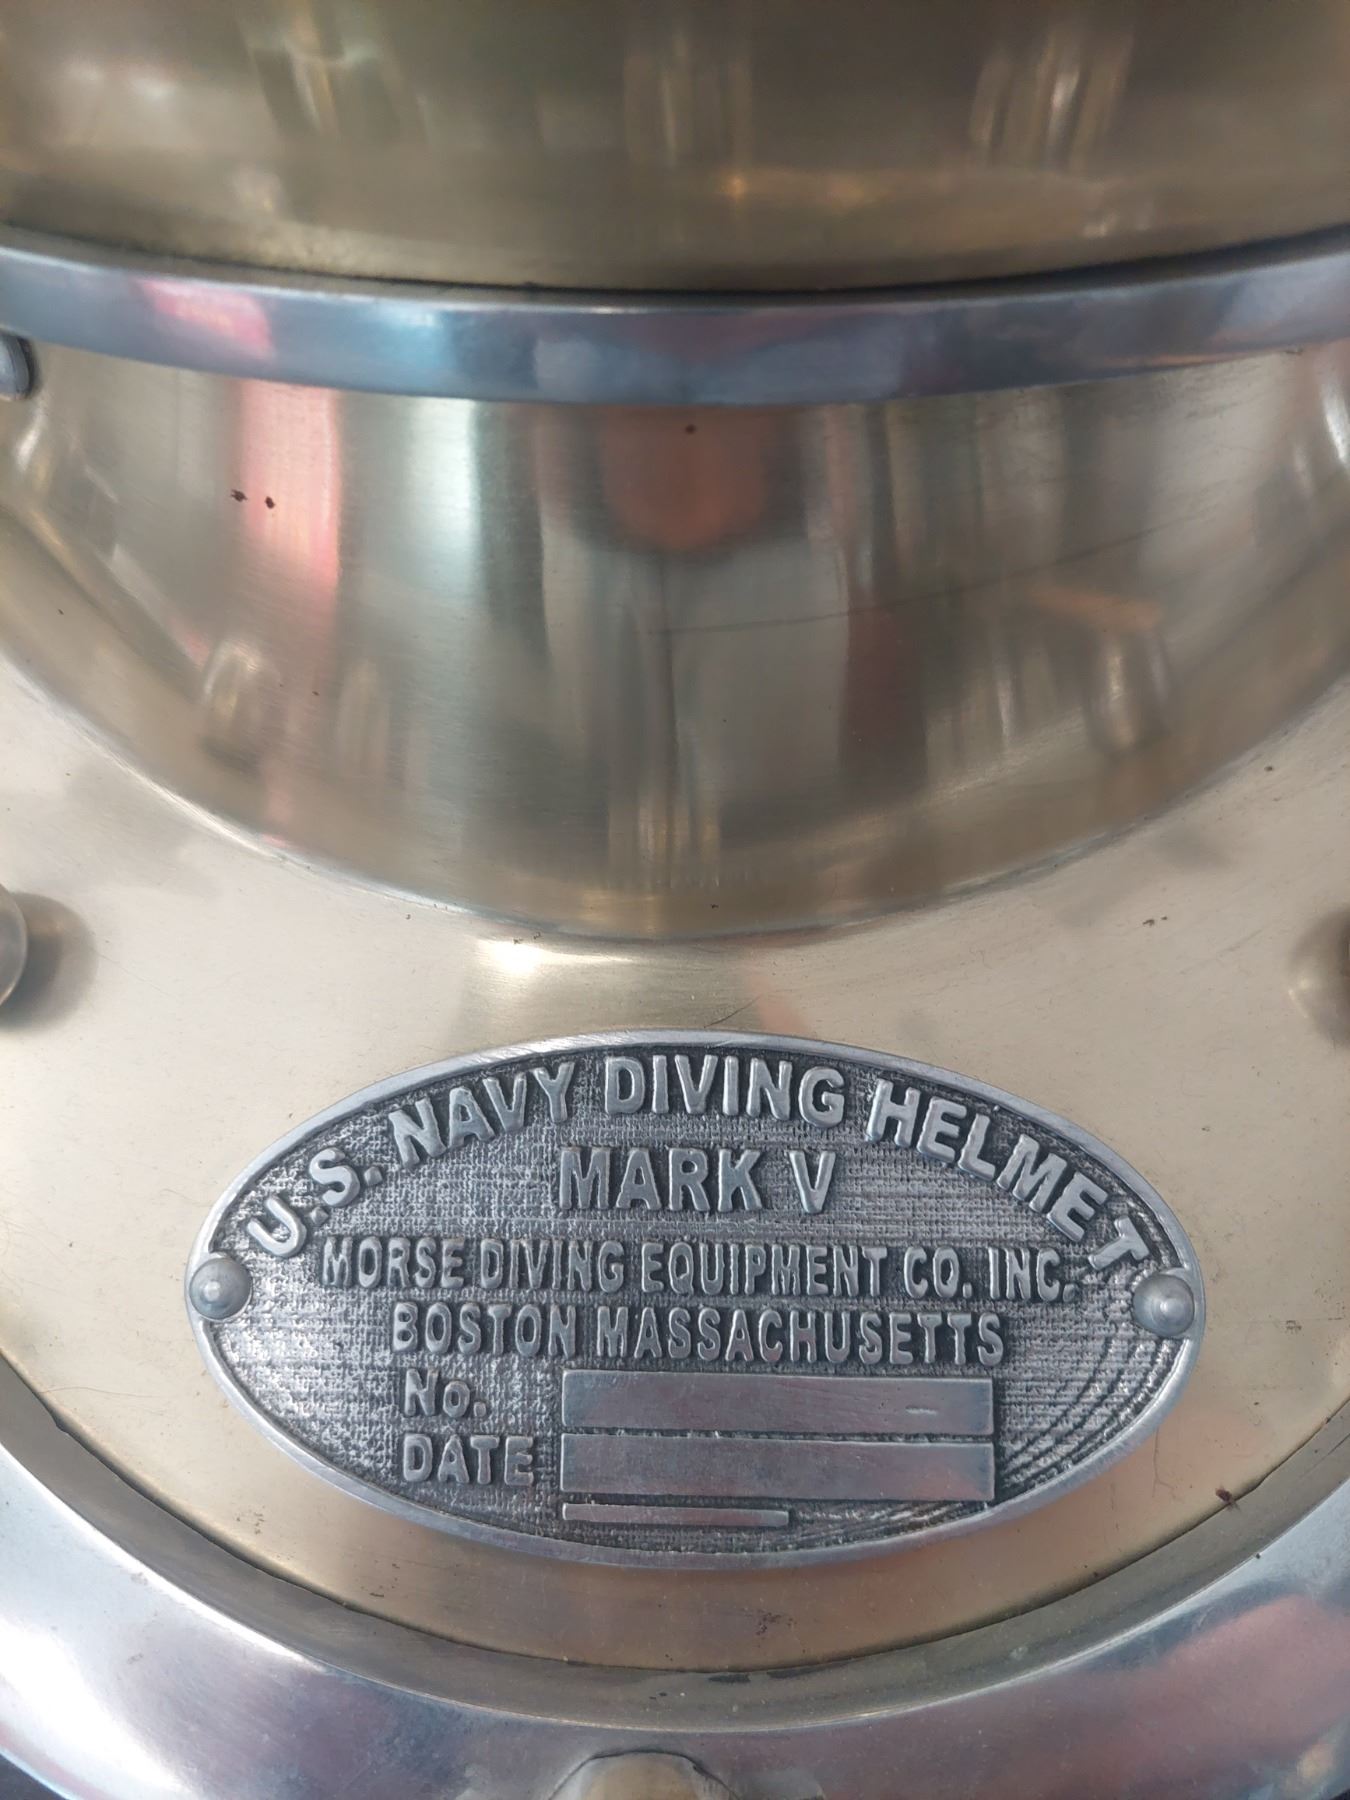 U.S. NAVY DIVING HELMET
MARK V
MORSE DIVING EQUIPMENT CO. INC.
BOSTON MASSACHUSETTS
No.
DATE